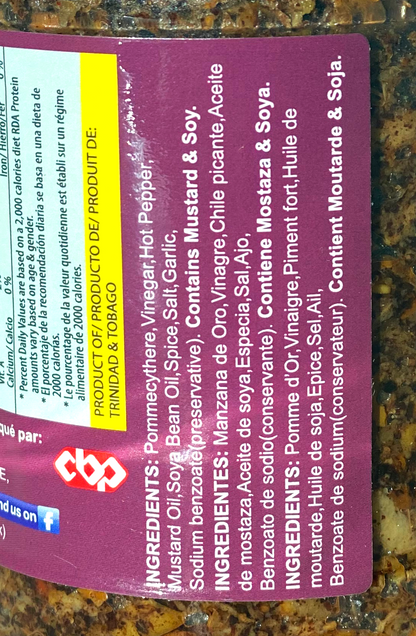 Vit. A
Calcium/ Calcio 0 %
Iron/ Hierro/Fer 0 %
* Percent Daily Values are based on a 2,000 calories diet RDA Protein
amounts vary based on age & gender.
* El porcentaje de la recomendación diaria se basa en una dieta de
2000 calorías.
* Le pourcentage de la valeur quotidienne est établi sur un régime
alimentaire de 2000 calories.
PRODUCT OF/ PRODUCTO DE/ PRODUIT DE:
TRINIDAD & TOBAGO
qué par:
cbp
E,
nd us on f
k)
INGREDIENTS: Pommecythere,Vinegar,Hot Pepper,
Mustard Oil,Soya Bean Oil,Spice,Salt,Garlic,
Sodium benzoate(preservative). Contains Mustard & Soy.
INGREDIENTES: Manzana de Oro,Vinagre,Chile picante,Aceite
de mostaza,Aceite de soya,Especia,Sal,Ajo,
Benzoato de sodio(conservante). Contiene Mostaza & Soya.
INGREDIENTS: Pomme d'Or,Vinaigre,Piment fort,Huile de
moutarde,Huile de soja,Epice,Sel,Ail,
Benzoate de sodium(conservateur). Contient Moutarde & Soja.